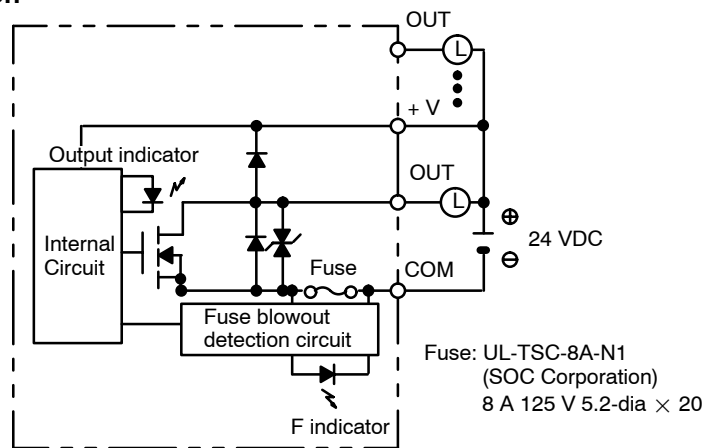 OUT
L
+ V
Output indicator
OUT
L
Internal
Circuit
⊕
24 VDC
⊖
Fuse
COM
Fuse blowout
detection circuit
Fuse: UL-TSC-8A-N1
(SOC Corporation)
8 A 125 V 5.2-dia × 20
F indicator